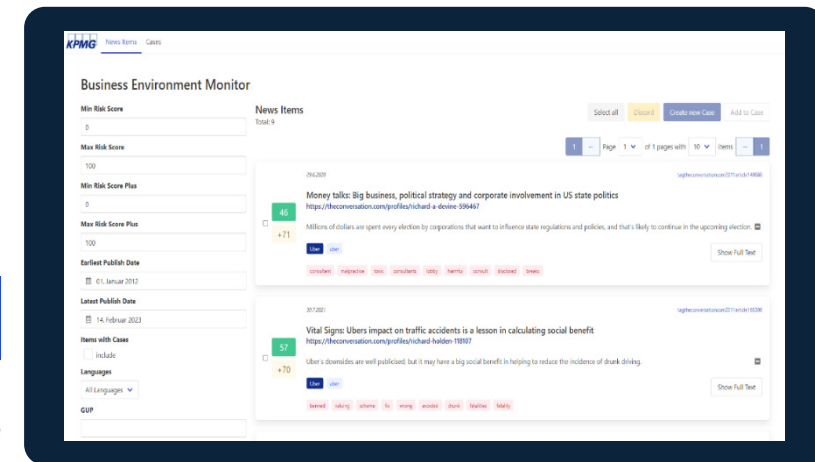 KPMG News Items Cases
Business Environment Monitor
Min Risk Score
0
Max Risk Score
100
Min Risk Score Plus
0
Max Risk Score Plus
100
Earliest Publish Date
01. Januar 2012
Latest Publish Date
14. Februar 2023
Items with Cases
include
Languages
All Languages
GUP
News Items
Total: 9
Select all Discard Create new Case Add to Case
1 - Page 1 of 1 pages with 10 items - 1
Money talks: Big business, political strategy and corporate involvement in US state politics
https://theconversation.com/profiles/richard-a-devine-596467
46
+71
Millions of dollars are spent every election by corporations that want to influence state regulations and policies, and that's likely to continue in the upcoming election.
Uber uber
Show Full Text
consultant malpractice toxic consultants lobby harmful consult disclosed breaks
20.7.2021
Vital Signs: Ubers impact on traffic accidents is a lesson in calculating social benefit
https://theconversation.com/profiles/richard-holden-118107
57
+70
Uber's downsides are well publicised, but it may have a big social benefit in helping to reduce the incidence of drunk driving.
Uber uber
Show Full Text
banned scheme fix wrong avoided drunk fatalities fatality